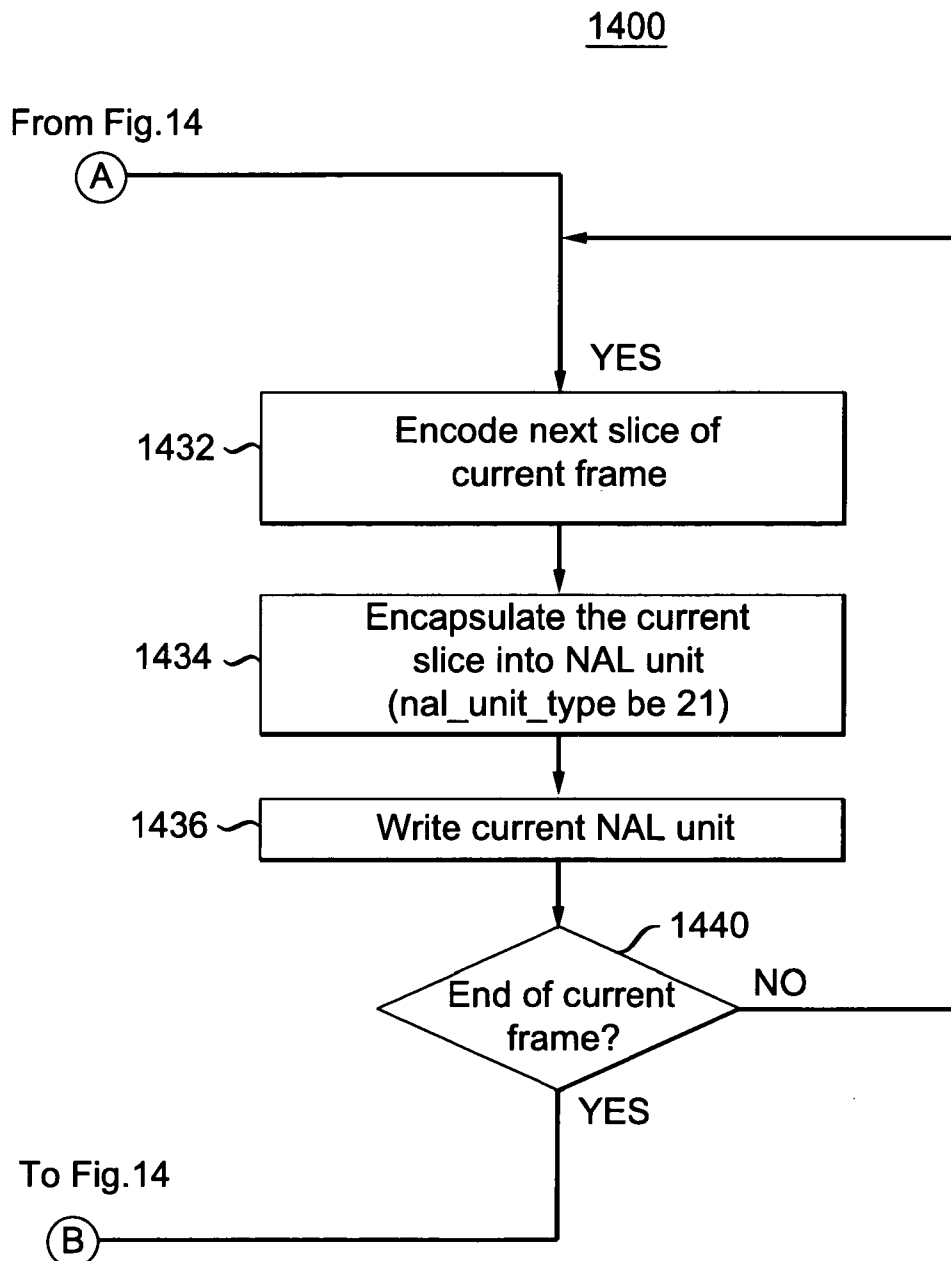 1400
From Fig.14
A
YES
1432
Encode next slice of
current frame
1434
Encapsulate the current
slice into NAL unit
(nal_unit_type be 21)
1436
Write current NAL unit
1440
End of current
frame?
NO
YES
To Fig.14
B